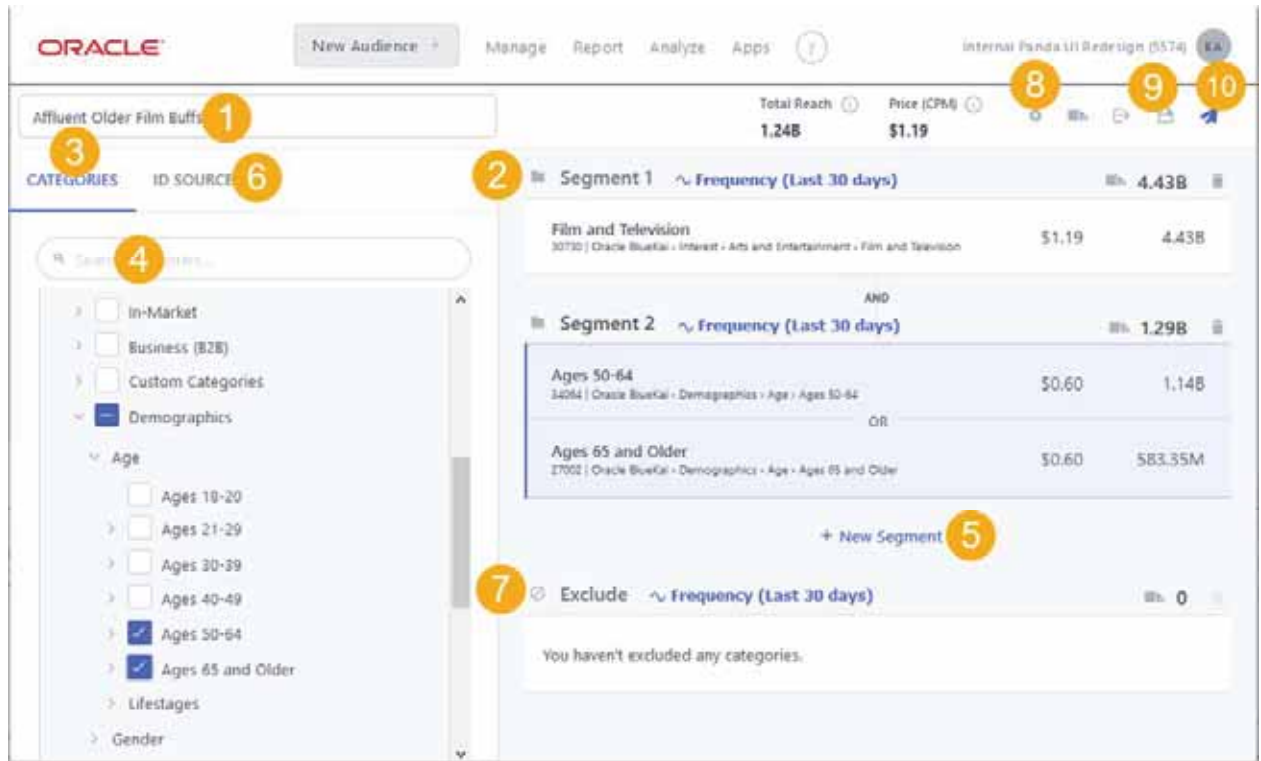 ORACLE
New Audience
Manage Report Analyze Apps ?
Internal Panda UI Redesign (5574) KA
8 9 10
Affluent Older Film Buffs 1
Total Reach Price (CPM)
1.24B $1.19
3
CATEGORIES ID SOURCE 6
2 Segment 1 Frequency (Last 30 days) 4.43B
Film and Television $1.19 4.43B
30730 | Oracle BlueKai › Interest › Arts and Entertainment › Film and Television
4
AND
In-Market
Segment 2 Frequency (Last 30 days) 1.29B
Business (B2B)
Custom Categories
Ages 50-64 $0.60 1.14B
34064 | Oracle BlueKai › Demographics › Age › Ages 50-64
Demographics
OR
Age
Ages 65 and Older $0.60 583.35M
27002 | Oracle BlueKai › Demographics › Age › Ages 65 and Older
Ages 18-20
Ages 21-29
+ New Segment 5
Ages 30-39
7 Exclude Frequency (Last 30 days) 0
Ages 40-49
Ages 50-64
You haven't excluded any categories.
Ages 65 and Older
Lifestages
Gender